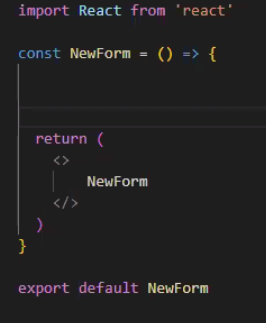 import React from 'react'
const NewForm = () => {
return (
<>
NewForm
</>
)
}
export default NewForm